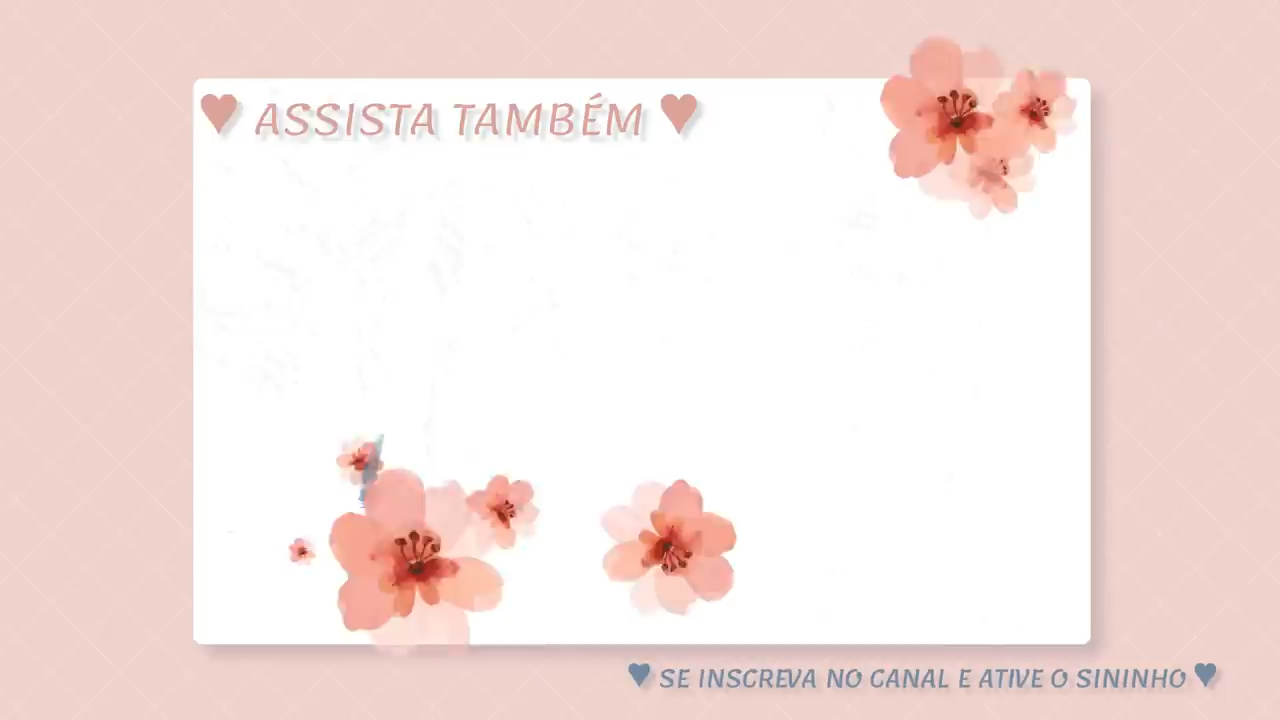 ♥ ASSISTA TAMBÉM ♥
♥ SE INSCREVA NO CANAL E ATIVE O SININHO ♥